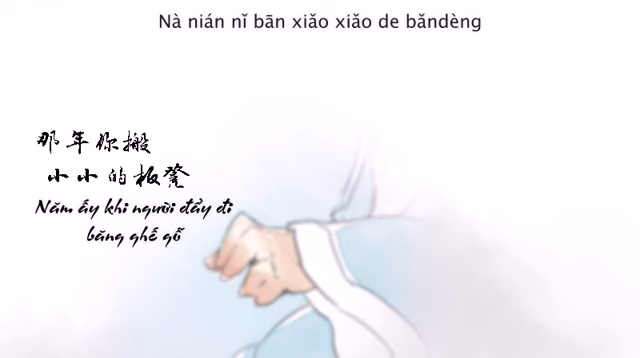 Nà nián nǐ bān xiǎo xiǎo de bǎndèng
那年你搬
小小的板凳
Năm ấy khi người đẩy đi
băng ghế gỗ